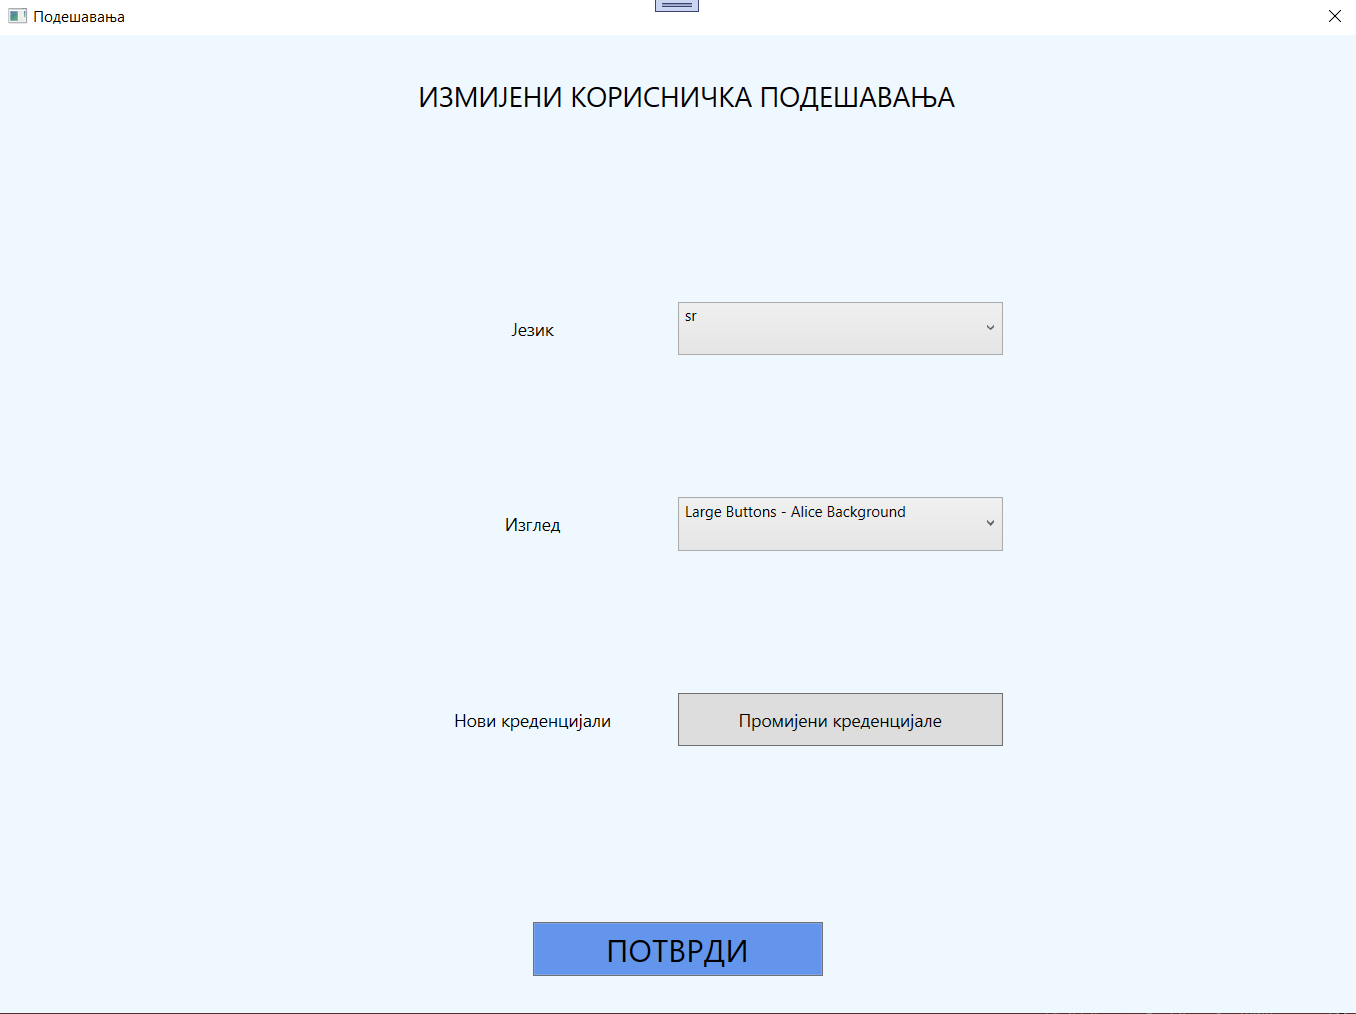 Подешавања
ИЗМИЈЕНИ КОРИСНИЧКА ПОДЕШАВАЊА
Језик
sr
Изглед
Large Buttons - Alice Background
Нови креденцијали
Промијени креденцијале
ПОТВРДИ